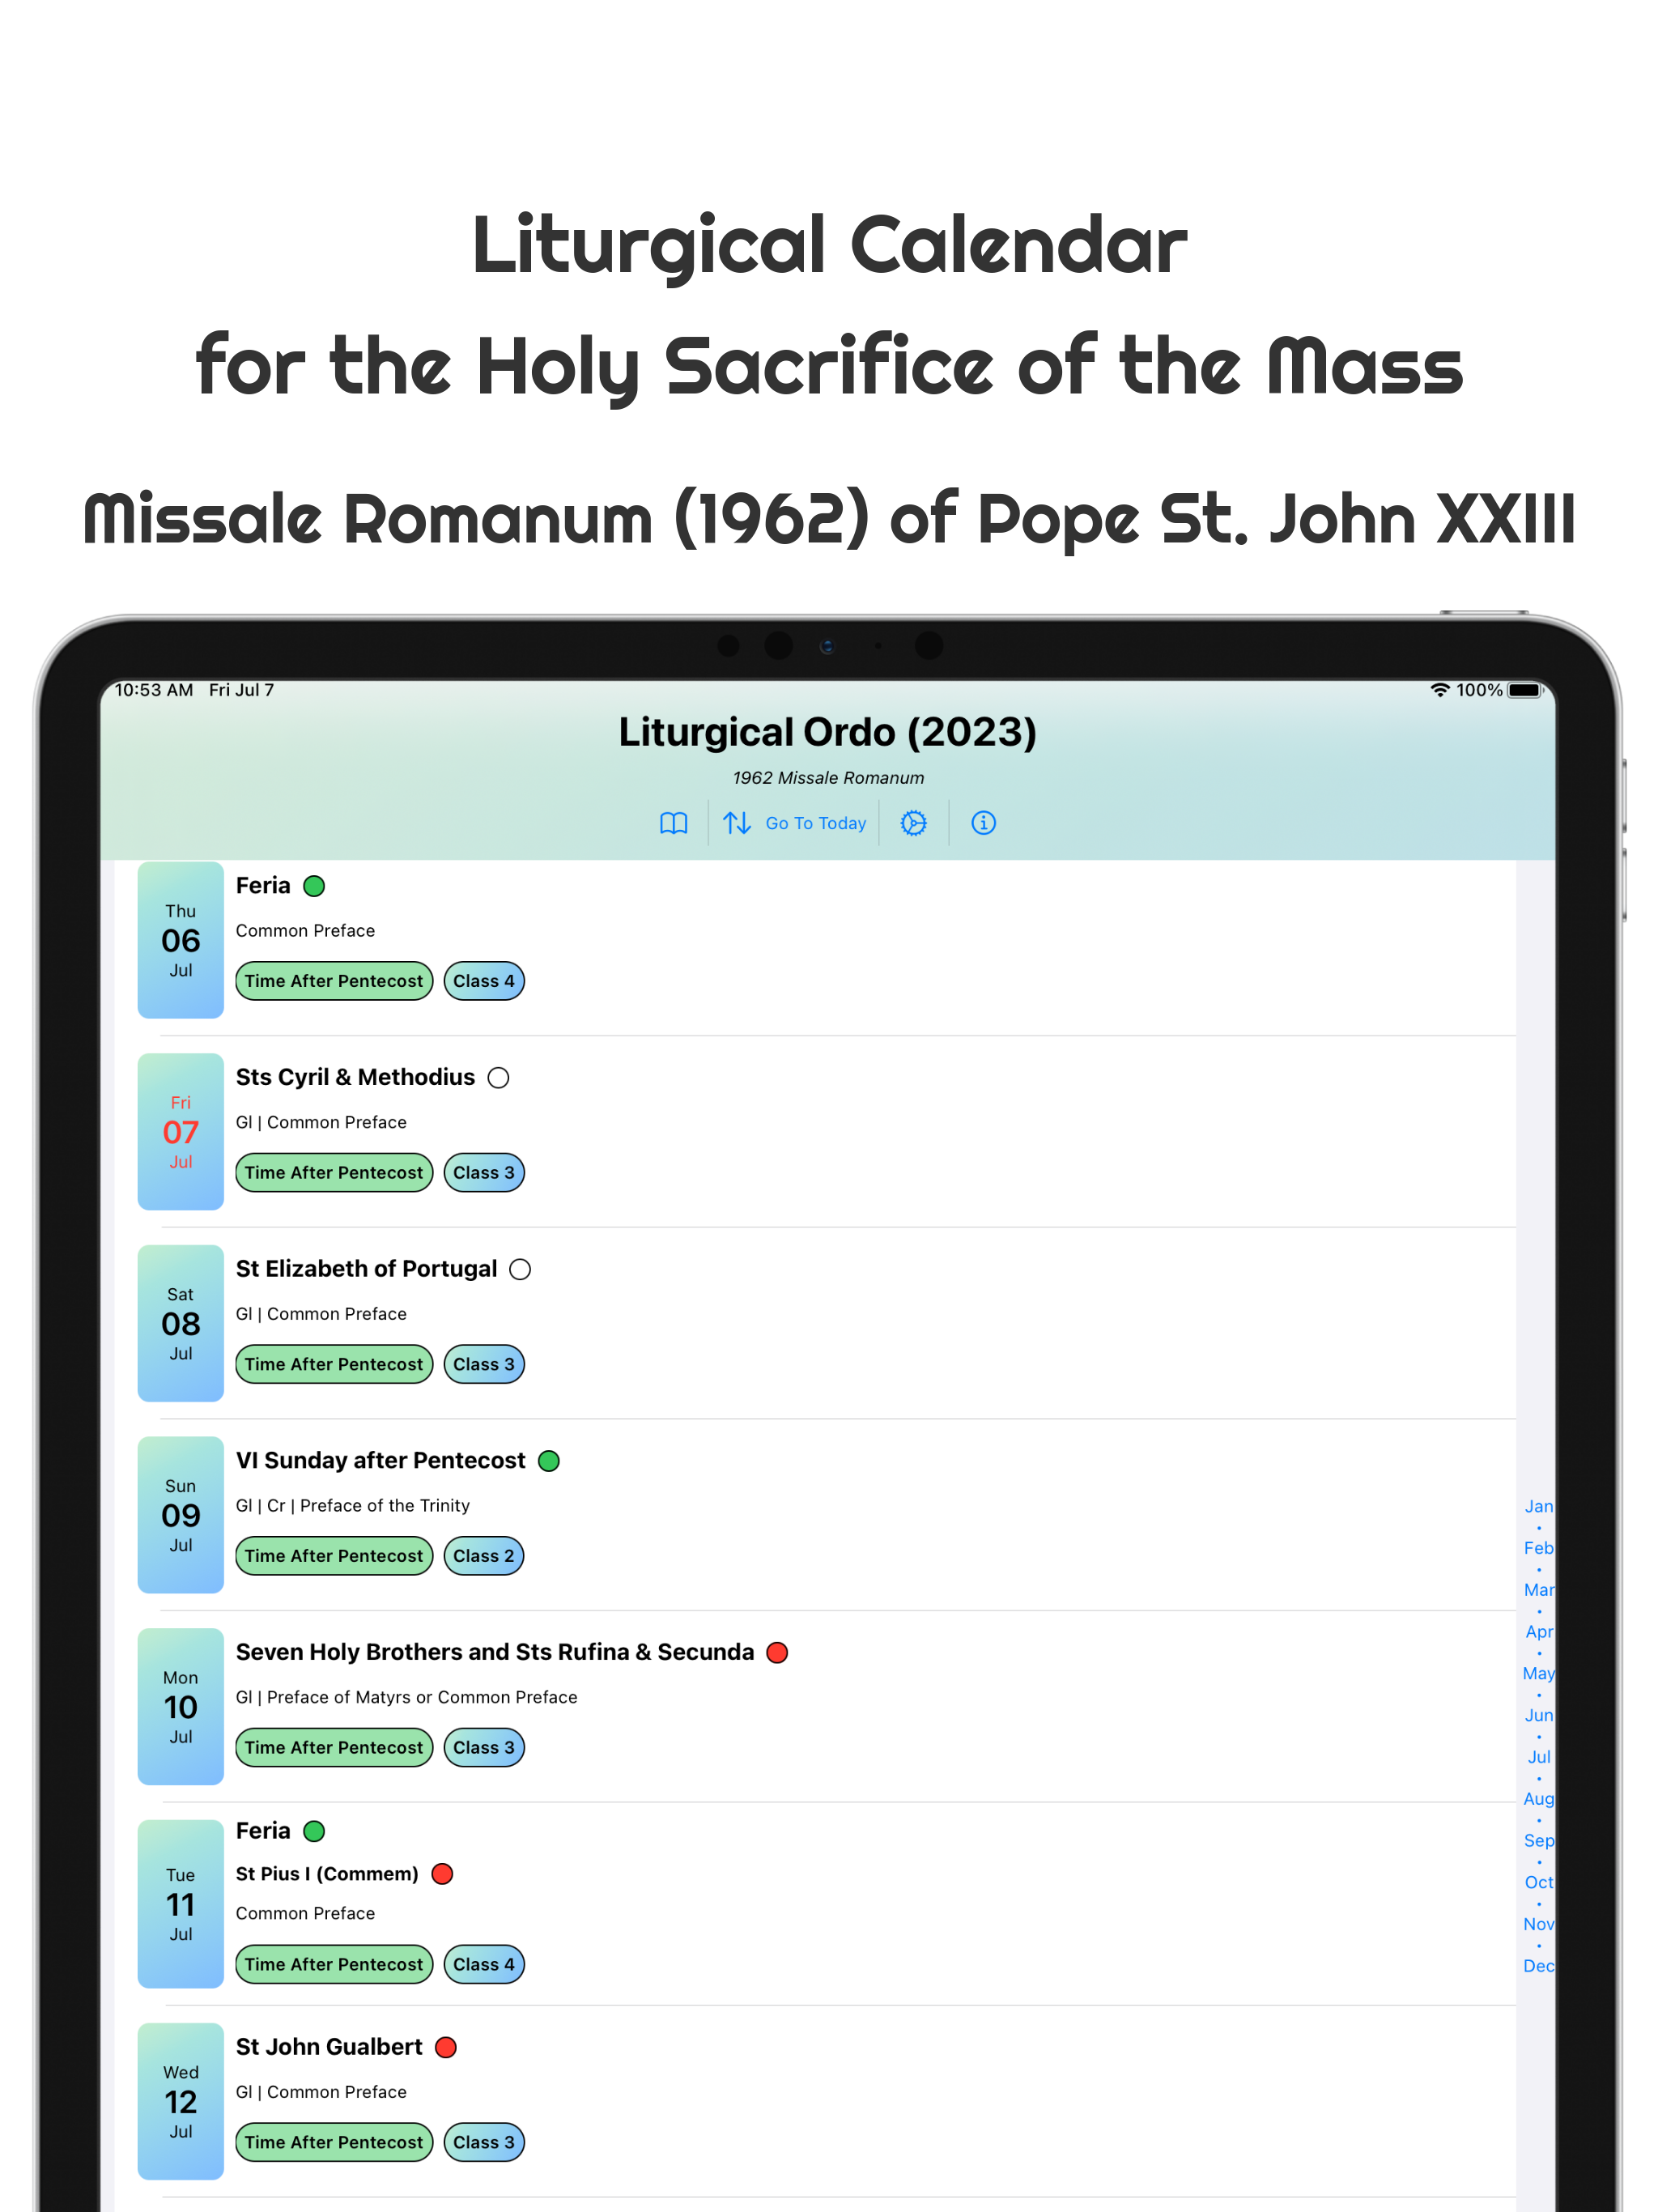 Liturgical Calendar
for the Holy Sacrifice of the Mass
Missale Romanum (1962) of Pope St. John XXIII
10:53 AM Fri Jul 7
100%
Liturgical Ordo (2023)
1962 Missale Romanum
Go To Today
Thu
06
Jul
Feria
Common Preface
Time After Pentecost Class 4
Fri
07
Jul
Sts Cyril & Methodius
Gl | Common Preface
Time After Pentecost Class 3
Sat
08
Jul
St Elizabeth of Portugal
Gl | Common Preface
Time After Pentecost Class 3
Sun
09
Jul
VI Sunday after Pentecost
Gl | Cr | Preface of the Trinity
Time After Pentecost Class 2
Mon
10
Jul
Seven Holy Brothers and Sts Rufina & Secunda
Gl | Preface of Matyrs or Common Preface
Time After Pentecost Class 3
Tue
11
Jul
Feria
St Pius I (Commem)
Common Preface
Time After Pentecost Class 4
Wed
12
Jul
St John Gualbert
Gl | Common Preface
Time After Pentecost Class 3
Jan
Feb
Mar
Apr
May
Jun
Jul
Aug
Sep
Oct
Nov
Dec